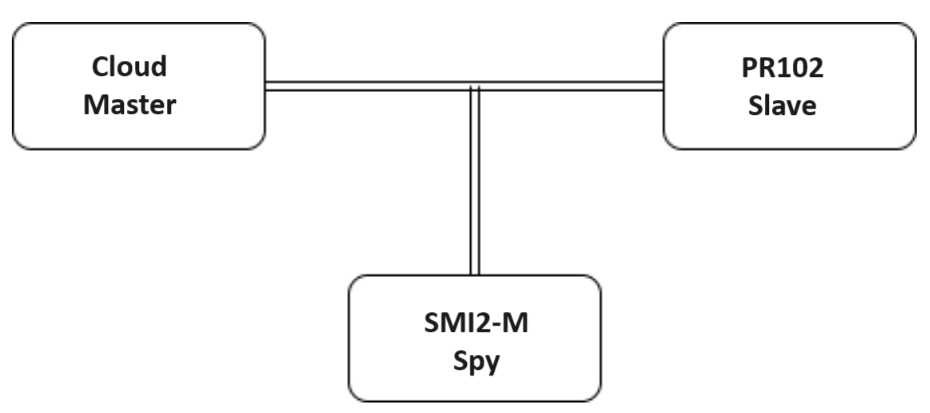 Cloud
Master
PR102
Slave
SMI2-M
Spy